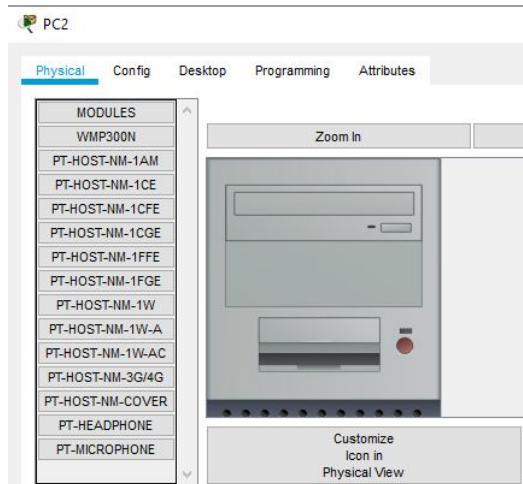 PC2
Physical Config Desktop Programming Attributes
MODULES
WMP300N
PT-HOST-NM-1AM
PT-HOST-NM-1CE
PT-HOST-NM-1CFE
PT-HOST-NM-1CGE
PT-HOST-NM-1FFE
PT-HOST-NM-1FGE
PT-HOST-NM-1W
PT-HOST-NM-1W-A
PT-HOST-NM-1W-AC
PT-HOST-NM-3G/4G
PT-HOST-NM-COVER
PT-HEADPHONE
PT-MICROPHONE
Zoom In
Customize
Icon in
Physical View